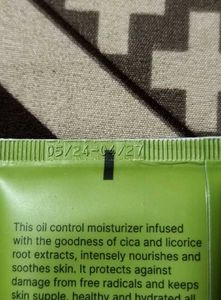 05/24-04/27
This oil control moisturizer infused
with the goodness of cica and licorice
root extracts, intensely nourishes and
soothes skin. It protects against
damage from free radicals and keeps
skin supple, healthy and hydrated all